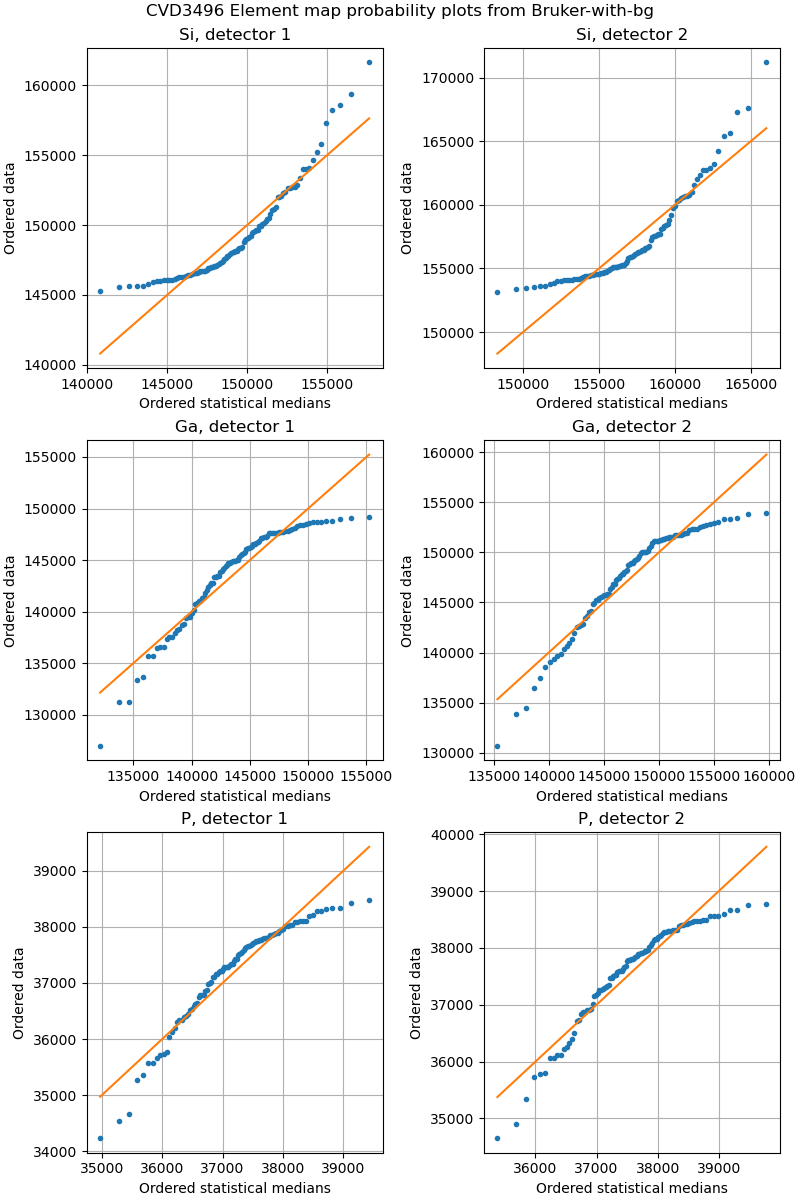 CVD3496 Element map probability plots from Bruker-with-bg
Si, detector 1
160000
155000
150000
145000
140000
Ordered data
140000 145000 150000 155000
Ordered statistical medians
Si, detector 2
170000
165000
160000
155000
150000
Ordered data
150000 155000 160000 165000
Ordered statistical medians
Ga, detector 1
155000
150000
145000
140000
135000
130000
Ordered data
135000 140000 145000 150000 155000
Ordered statistical medians
Ga, detector 2
160000
155000
150000
145000
140000
135000
130000
Ordered data
135000 140000 145000 150000 155000 160000
Ordered statistical medians
P, detector 1
39000
38000
37000
36000
35000
34000
Ordered data
35000 36000 37000 38000 39000
Ordered statistical medians
P, detector 2
40000
39000
38000
37000
36000
35000
Ordered data
36000 37000 38000 39000
Ordered statistical medians